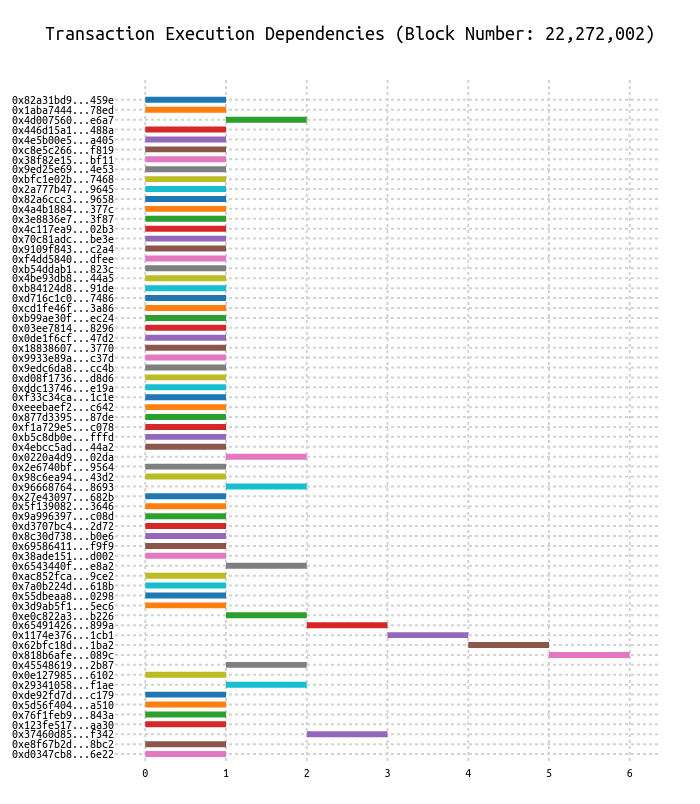 Transaction Execution Dependencies (Block Number: 22,272,002)
0x82a31bd9...459e
0x1aba7444...78ed
0x4d007560...e6a7
0x446d15a1...488a
0x4e5b00e5...a405
0xc8e5c266...f819
0x38f82e15...bf11
0x9ed25e69...4e53
0xbfc1e02b...7468
0x2a777b47...9645
0x82a6ccc3...9658
0x4a4b1884...377c
0x3e8836e7...3f87
0x4c117ea9...02b3
0x70c81adc...be3e
0x9109f843...c2a4
0xf4dd5840...dfee
0xb54ddab1...823c
0x4be93db8...44a5
0xb84124d8...91de
0xd716c1c0...7486
0xcd1fe46f...3a86
0xb99ae30f...ec24
0x03ee7814...8296
0x0de1f6cf...47d2
0x18838607...3770
0x9933e89a...c37d
0x9edc6da8...cc4b
0xd08f1736...d8d6
0xddc13746...e19a
0xf33c34ca...1c1e
0xeeebaef2...c642
0x877d3395...87de
0xf1a729e5...c078
0xb5c8db0e...fffd
0x4ebcc5ad...44a2
0x0220a4d9...02da
0x2e6740bf...9564
0x98c6ea94...43d2
0x96668764...8693
0x27e43097...682b
0x5f139082...3646
0x9a996397...c08d
0xd3707bc4...2d72
0x8c30d738...b0e6
0x69586411...f9f9
0x38ade151...d002
0x6543440f...e8a2
0xac852fca...9ce2
0x7a0b224d...618b
0x55dbeaa8...0298
0x3d9ab5f1...5ec6
0xe0c822a3...b226
0x65491426...899a
0x1174e376...1cb1
0x62bfc18d...1ba2
0x818b6afe...089c
0x45548619...2b87
0x0e127985...6102
0x29341058...f1ae
0xde92fd7d...c179
0x5d56f404...a510
0x76f1feb9...843a
0x123fe517...aa30
0x37460d85...f342
0xe8f67b2d...8bc2
0xd0347cb8...6e22
0 1 2 3 4 5 6